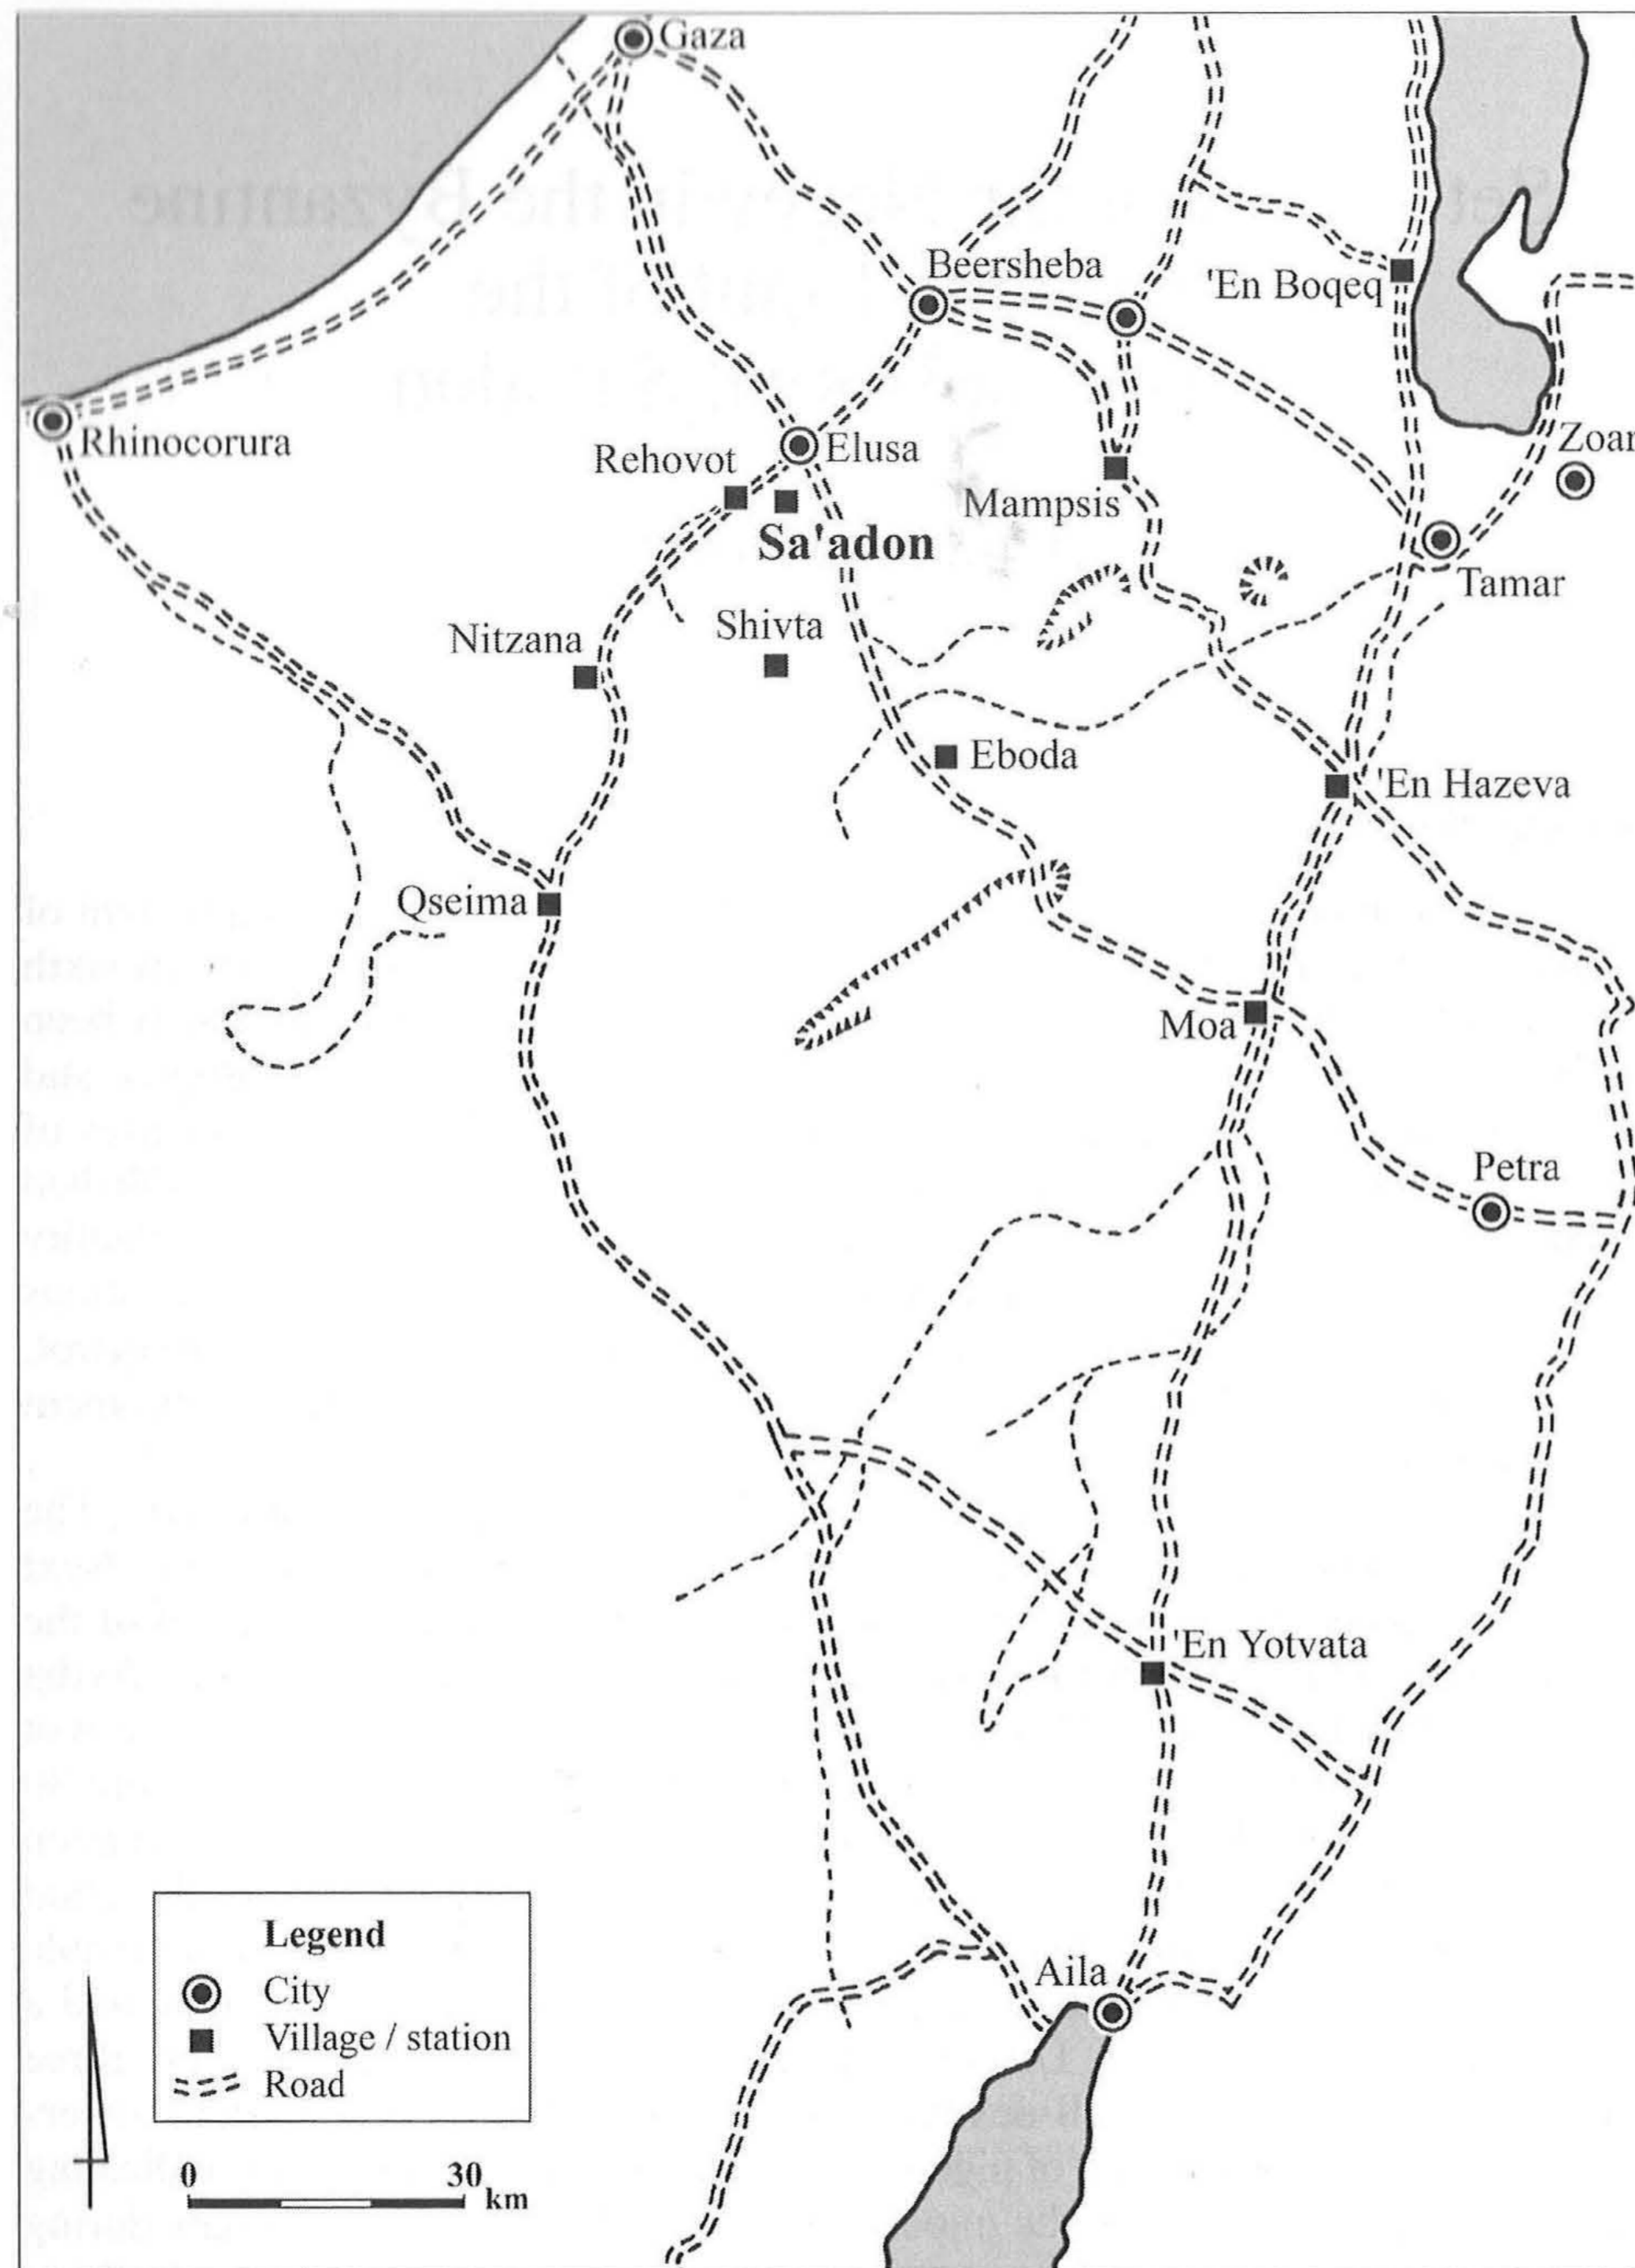 Gaza
Beersheba
'En Boqeq
Rhinocorura
Rehovot
Elusa
Zoar
Mampsis
Sa'adon
Tamar
Shivta
Nitzana
Eboda
'En Hazeva
Qseima
Moa
Petra
'En Yotvata
Aila
Legend
City
Village / station
Road
0 30
km